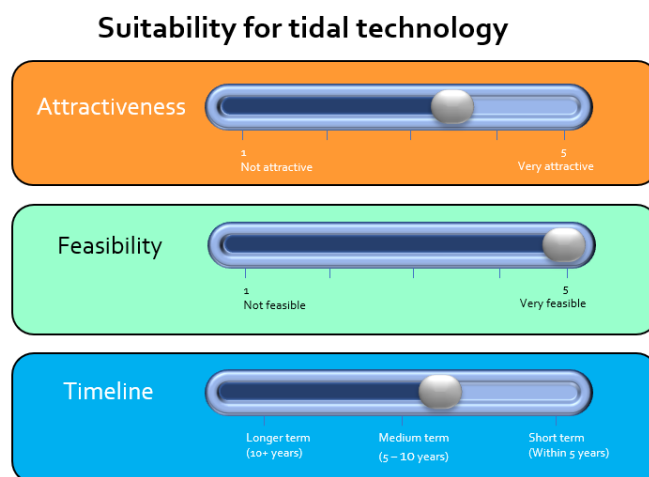 Suitability for tidal technology
Attractiveness
1
5
Not attractive
Very attractive
Feasibility
1
5
Not feasible
Very feasible
Timeline
Longer term
(10+ years)
Medium term
(5 – 10 years)
Short term
(Within 5 years)